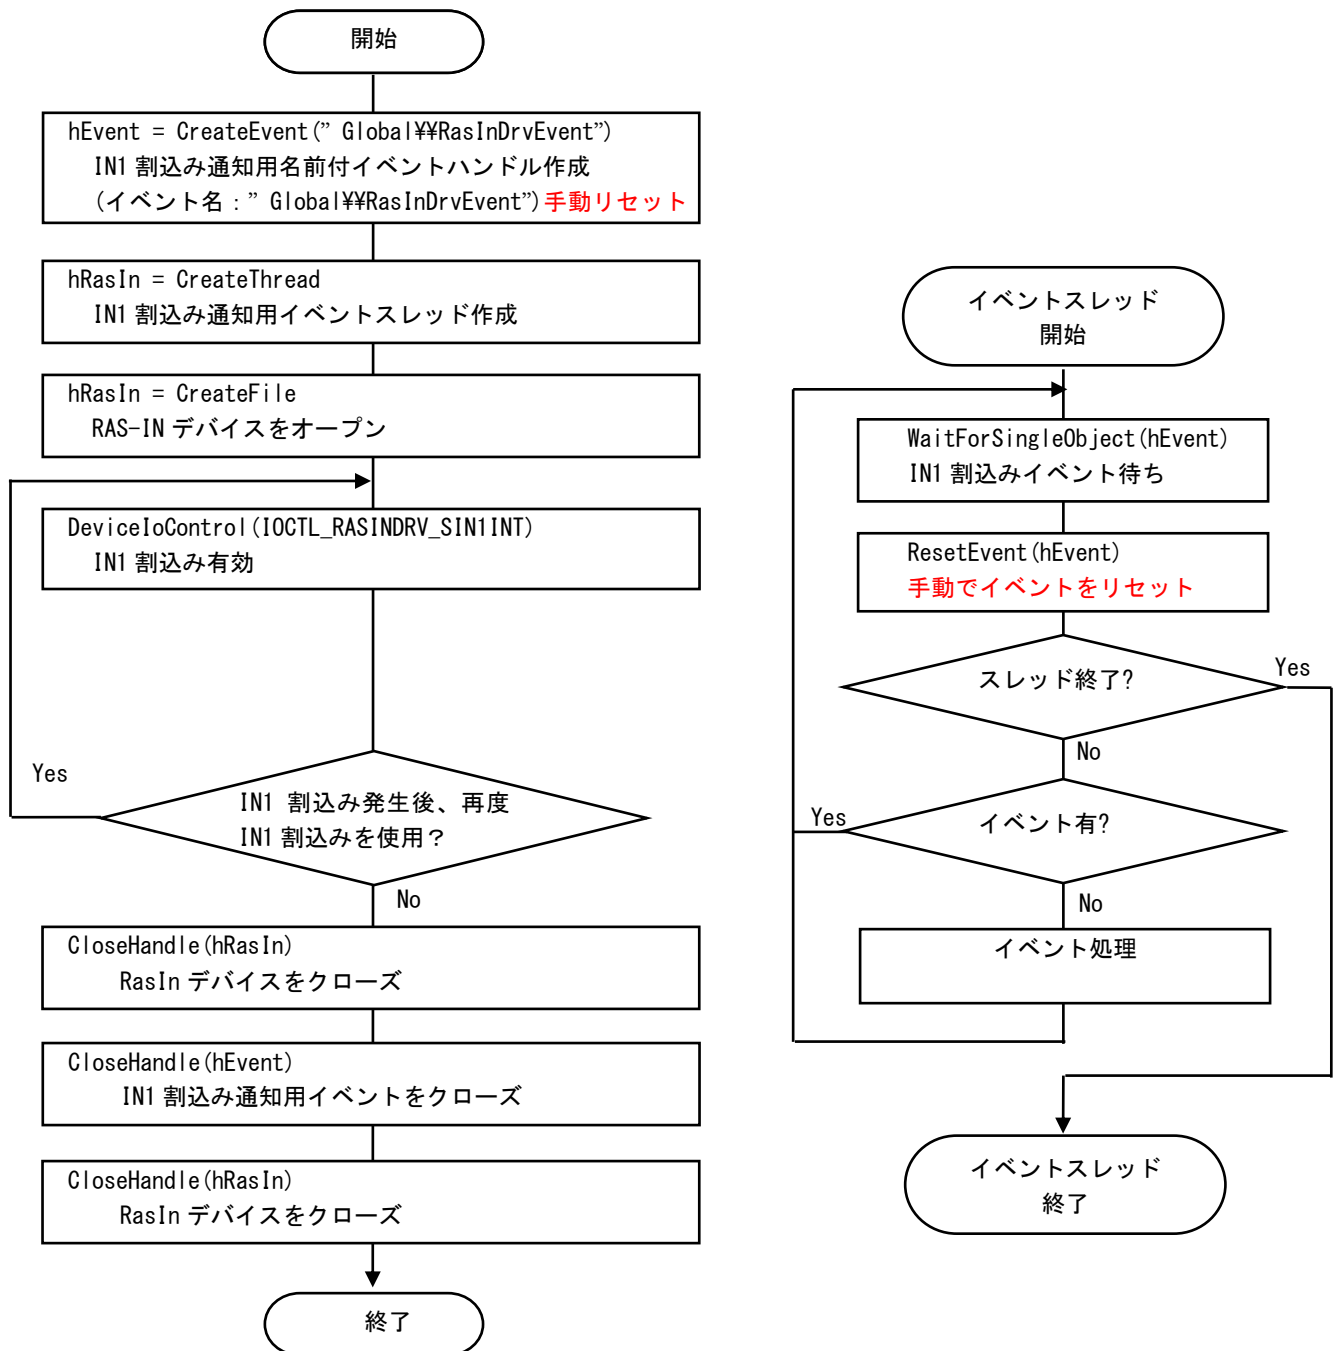 開始
hEvent = CreateEvent(” Global¥¥RasInDrvEvent”)
IN1 割込み通知用名前付イベントハンドル作成
(イベント名：” Global¥¥RasInDrvEvent”)手動リセット
hRasIn = CreateThread
IN1 割込み通知用イベントスレッド作成
hRasIn = CreateFile
RAS-IN デバイスをオープン
DeviceIoControl(IOCTL_RASINDRV_SIN1INT)
IN1 割込み有効
Yes
IN1 割込み発生後、再度
IN1 割込みを使用？
No
CloseHandle(hRasIn)
RasIn デバイスをクローズ
CloseHandle(hEvent)
IN1 割込み通知用イベントをクローズ
CloseHandle(hRasIn)
RasIn デバイスをクローズ
終了
イベントスレッド
開始
WaitForSingleObject(hEvent)
IN1 割込みイベント待ち
ResetEvent(hEvent)
手動でイベントをリセット
スレッド終了?
Yes
No
イベント有?
Yes
No
イベント処理
イベントスレッド
終了